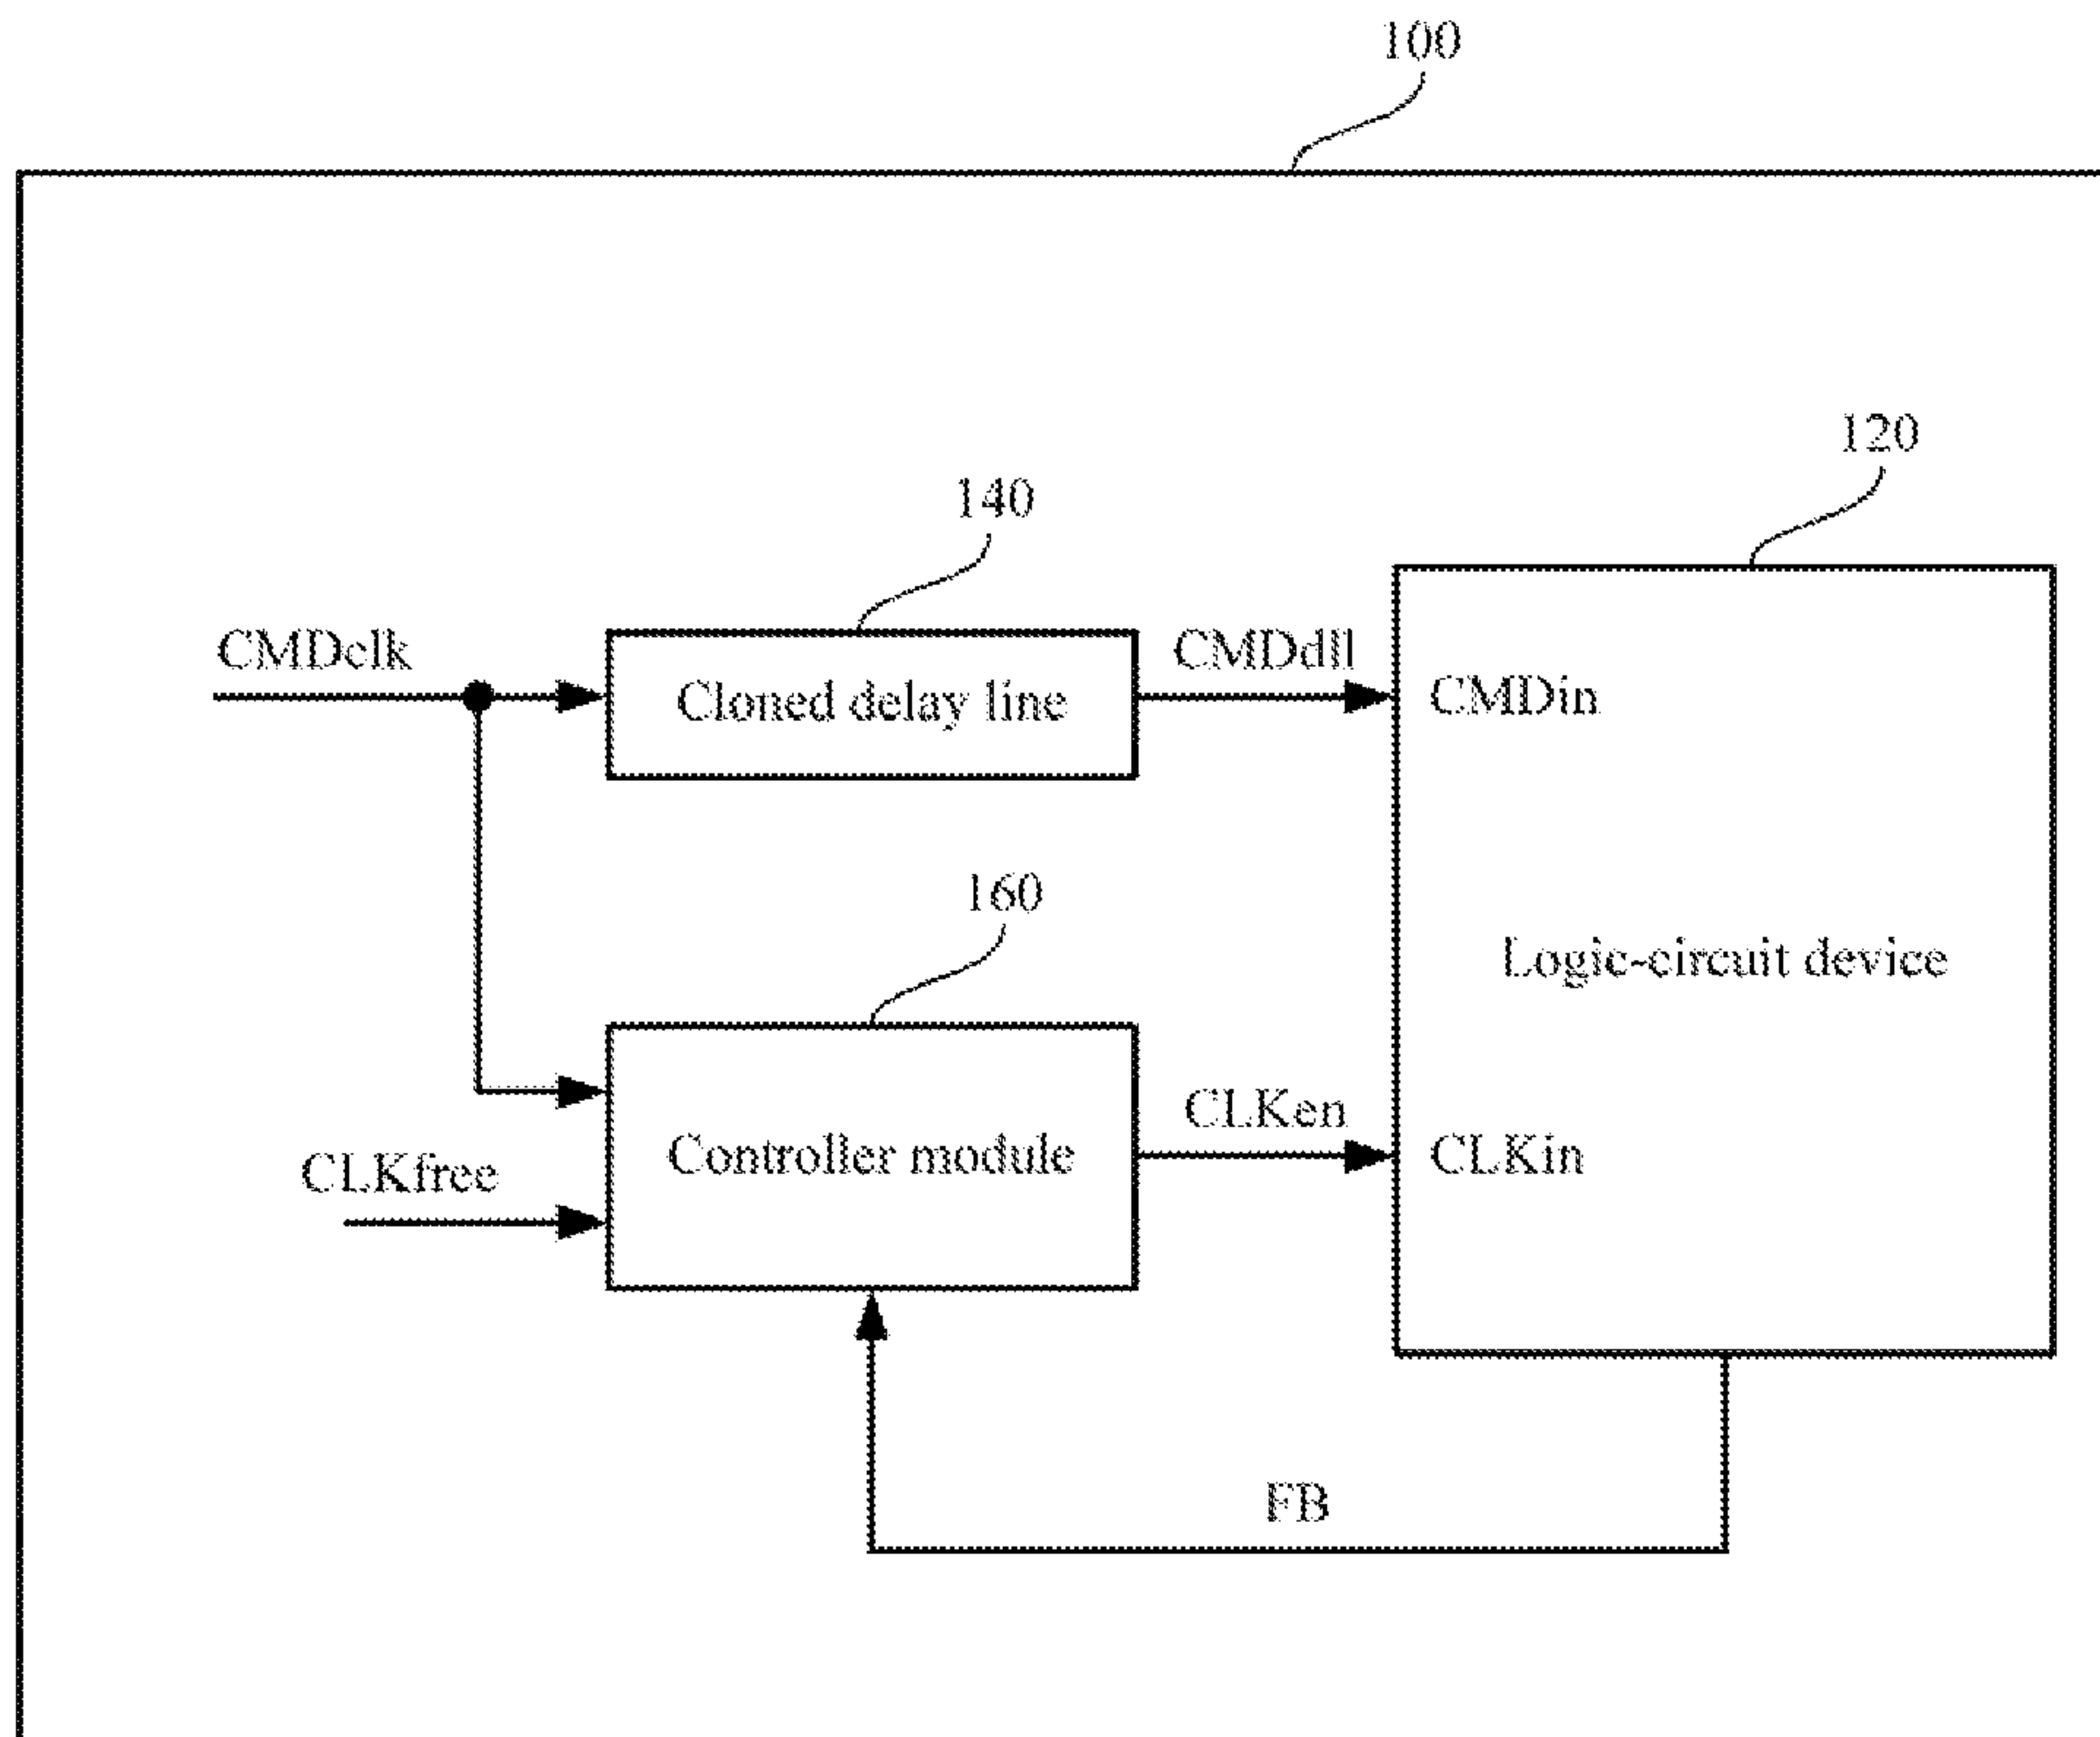 100
120
140
CMDclk
CMDdll
Cloned delay line
CMDin
160
Logic-circuit device
CLKen
Controller module
CLKin
CLKfree
FB